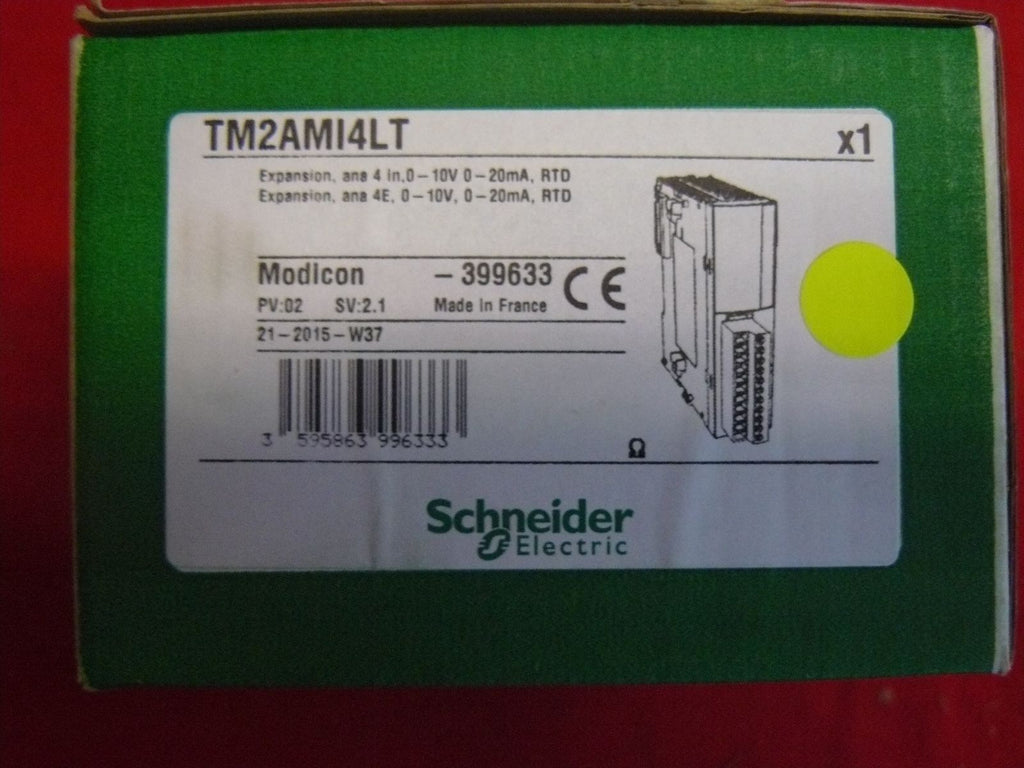 TM2AMI4LT x1
Expansion, ana 4 in,0-10V 0-20mA, RTD
Expansion, ana 4E, 0-10V, 0-20mA, RTD
Modicon -399633 CE
PV:02 SV:2.1 Made in France
21-2015-W37
3 595863 996333
Ω
Schneider
Electric